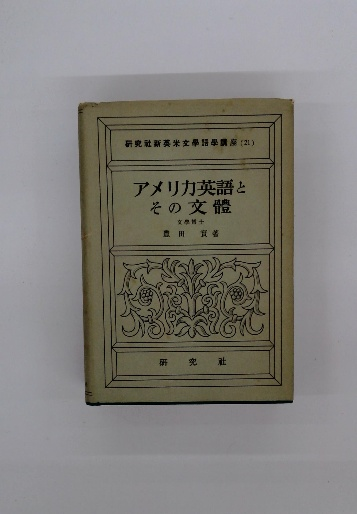 研究社新英米文學語學講座(21)
アメリカ英語と
その文體
文學博士
豊田實著
研究社